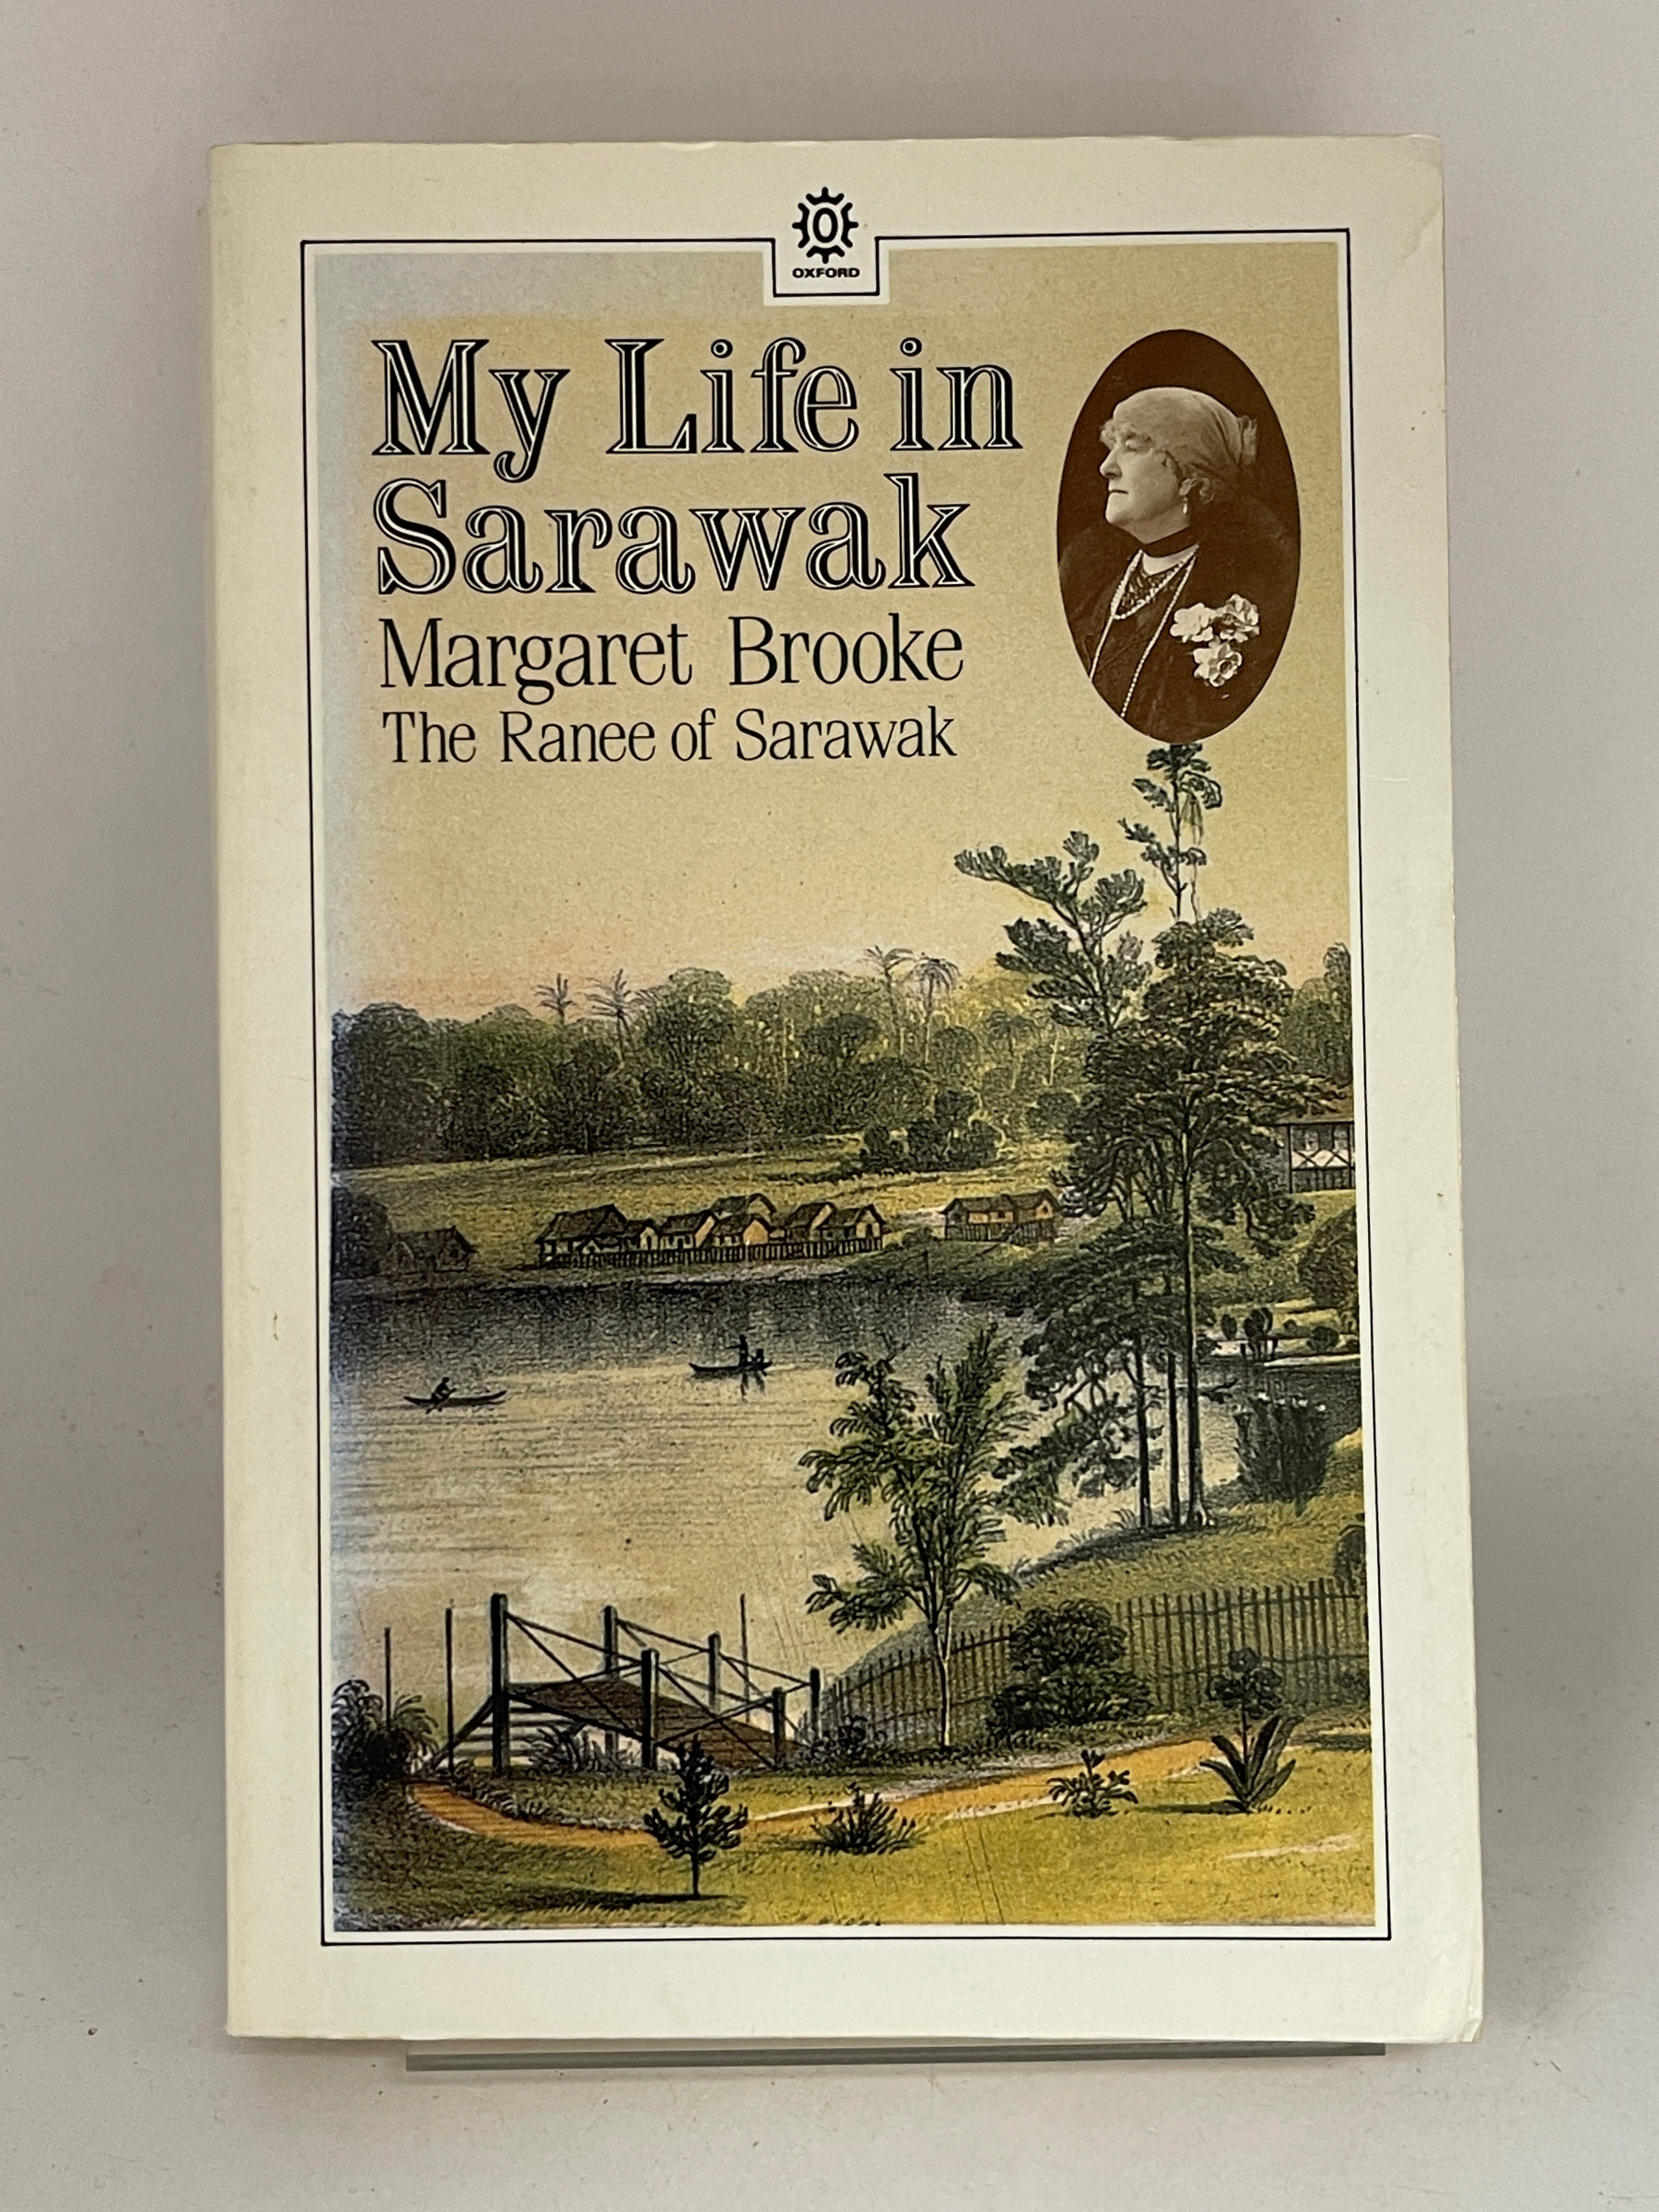 O
OXFORD
My Life in
Sarawak
Margaret Brooke
The Ranee of Sarawak